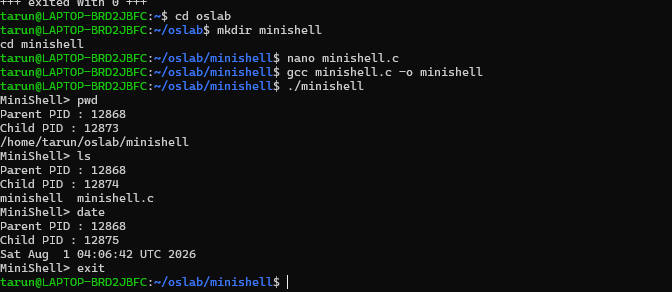 +++ exited with 0 +++
tarun@LAPTOP-BRD2JBFC:~$ cd oslab
tarun@LAPTOP-BRD2JBFC:~/oslab$ mkdir minishell
cd minishell
tarun@LAPTOP-BRD2JBFC:~/oslab/minishell$ nano minishell.c
tarun@LAPTOP-BRD2JBFC:~/oslab/minishell$ gcc minishell.c -o minishell
tarun@LAPTOP-BRD2JBFC:~/oslab/minishell$ ./minishell
MiniShell> pwd
Parent PID : 12868
Child PID : 12873
/home/tarun/oslab/minishell
MiniShell> ls
Parent PID : 12868
Child PID : 12874
minishell  minishell.c
MiniShell> date
Parent PID : 12868
Child PID : 12875
Sat Aug  1 04:06:42 UTC 2026
MiniShell> exit
tarun@LAPTOP-BRD2JBFC:~/oslab/minishell$